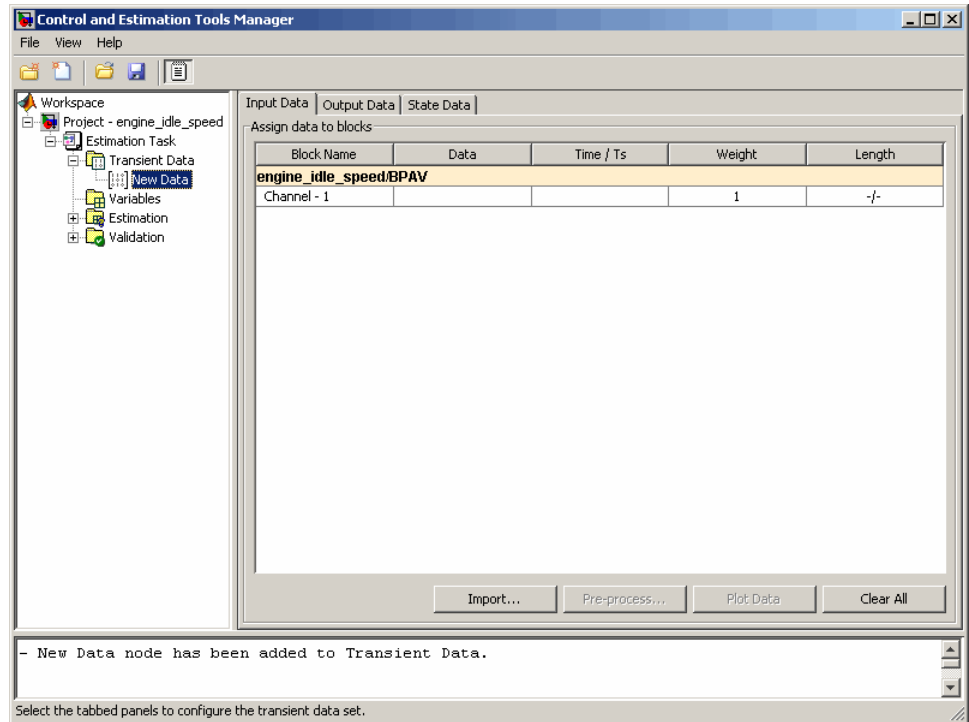 Control and Estimation Tools Manager
File View Help
Workspace
Project - engine_idle_speed
Estimation Task
Transient Data
New Data
Variables
Estimation
Validation
Input Data Output Data State Data
Assign data to blocks
Block Name Data Time / Ts Weight Length
engine_idle_speed/BPAV
Channel - 1 1 -/-
Import... Pre-process... Plot Data Clear All
- New Data node has been added to Transient Data.
Select the tabbed panels to configure the transient data set.